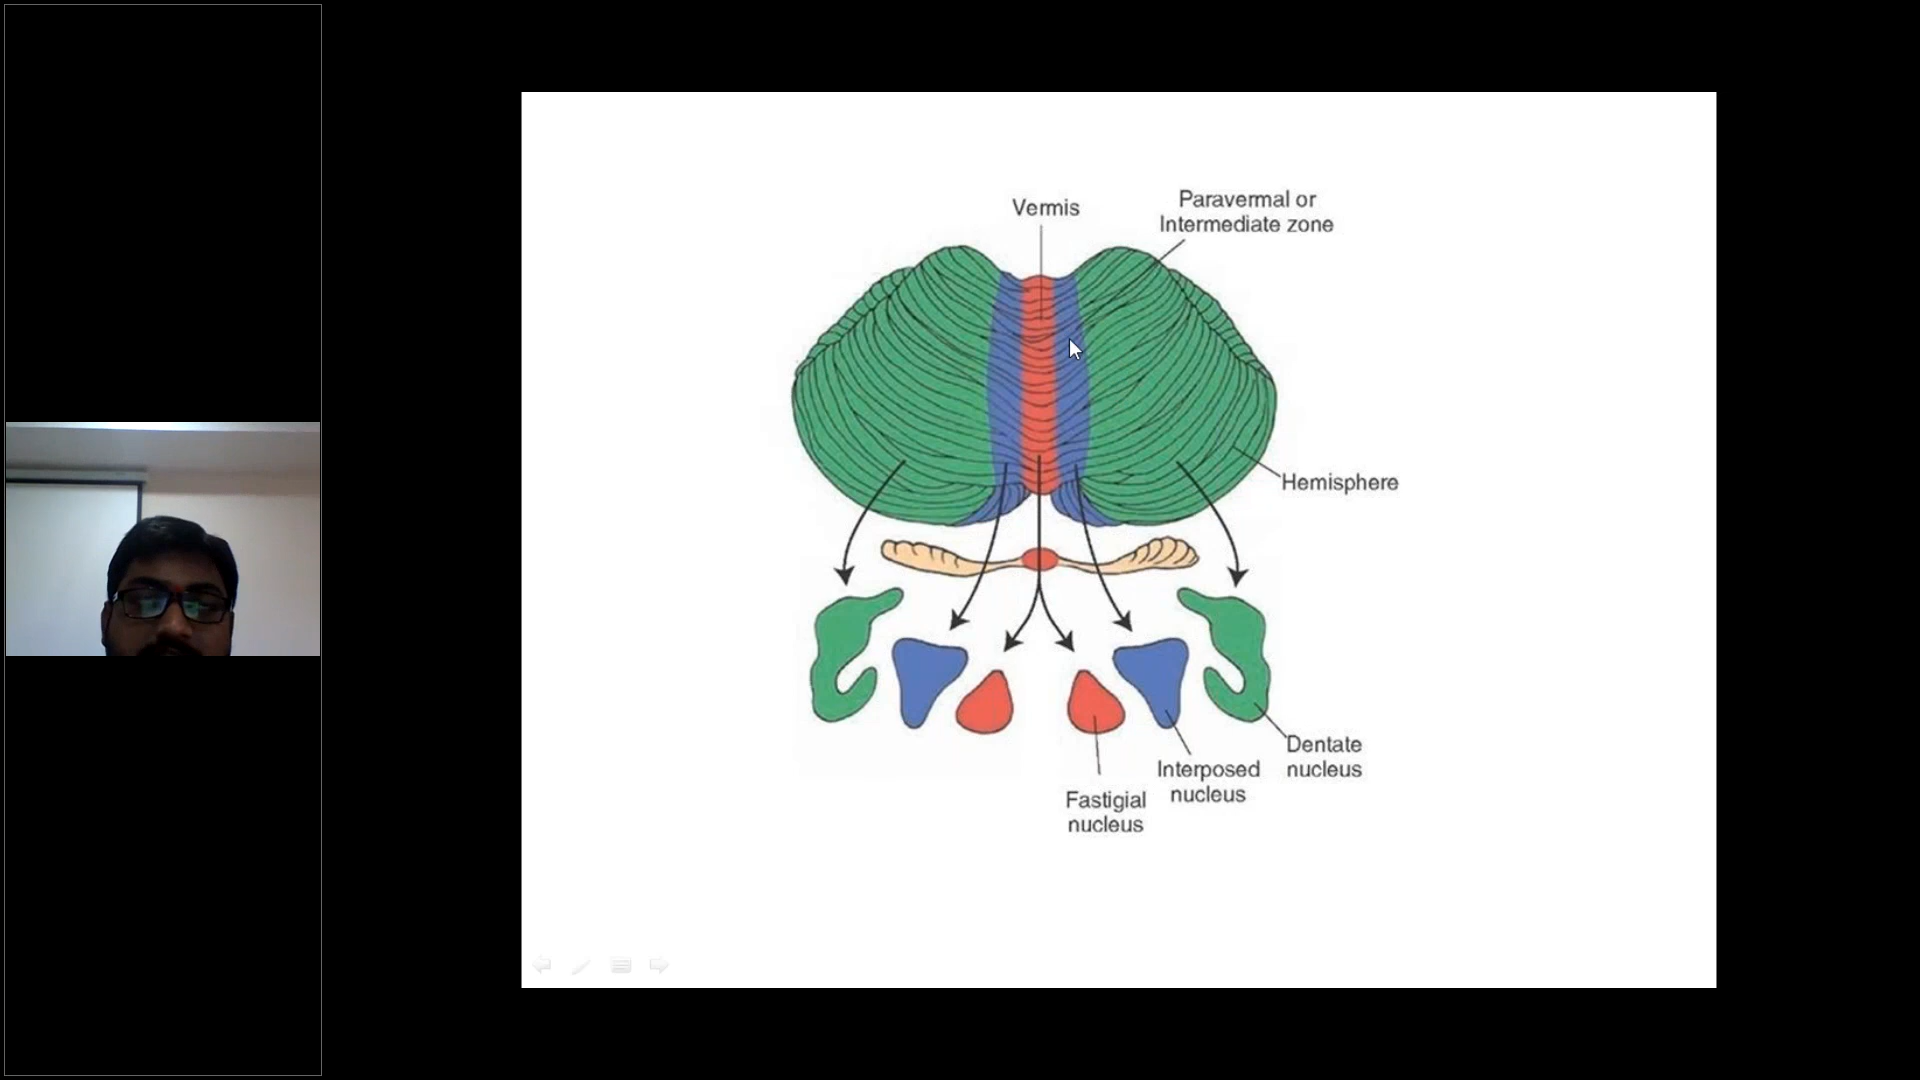 Vermis
Paravermal or
Intermediate zone
Hemisphere
Dentate
nucleus
Interposed
nucleus
Fastigial
nucleus